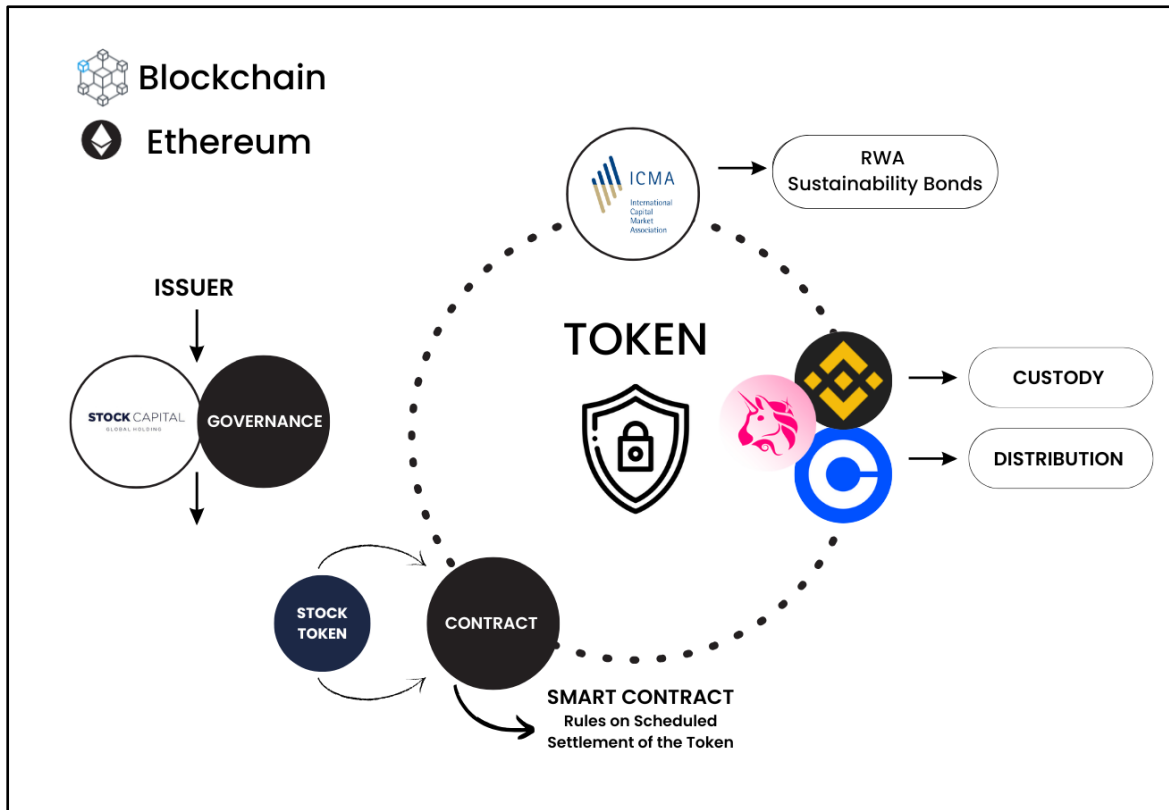 Blockchain
Ethereum
ICMA
International
Capital
Market
Association
RWA
Sustainability Bonds
ISSUER
STOCK CAPITAL
GLOBAL HOLDING
GOVERNANCE
TOKEN
CUSTODY
DISTRIBUTION
STOCK
TOKEN
CONTRACT
SMART CONTRACT
Rules on Scheduled
Settlement of the Token